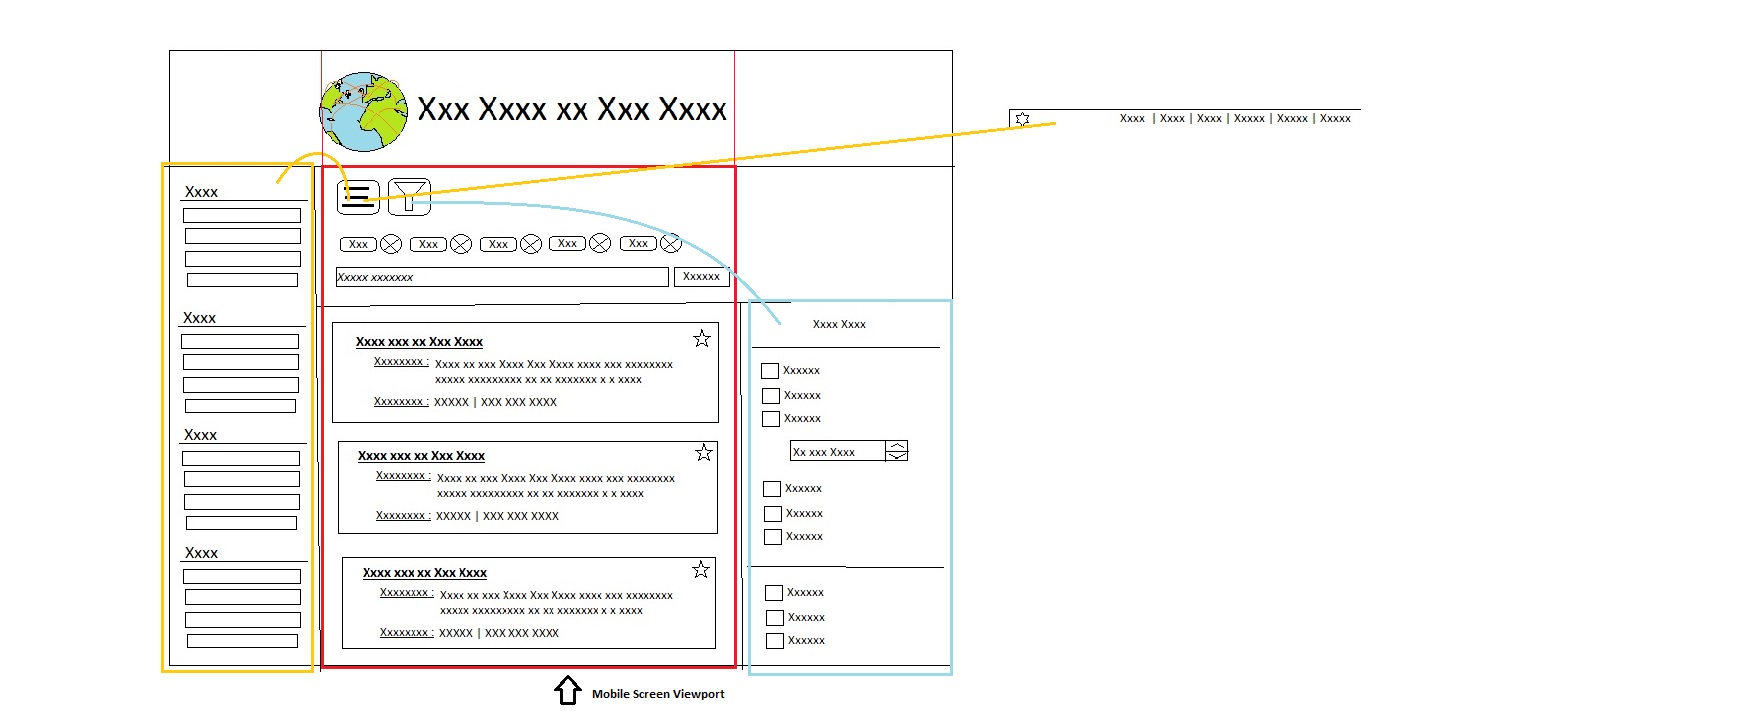 Xxx Xxxx xx Xxx Xxxx
Xxxx | Xxxx | Xxxx | Xxxxx | Xxxxx | Xxxxx
Xxxx
Xxxx
Xxxx
Xxxx
Xxx Xxx Xxx Xxx Xxx
Xxxxx xxxxxxx
Xxxxxx
Xxxx xxx xx Xxx Xxxx
Xxxxxxxx : Xxxx xx xxx Xxxx Xxx Xxxx xxxx xxx xxxxxxxx
xxxxx xxxxxxxxx xx xx xxxxxxx x x xxxx
Xxxxxxxx : XXXXX | XXX XXX XXXX
Xxxx xxx xx Xxx Xxxx
Xxxxxxxx : Xxxx xx xxx Xxxx Xxx Xxxx xxxx xxx xxxxxxxx
xxxxx xxxxxxxxx xx xx xxxxxxx x x xxxx
Xxxxxxxx : XXXXX | XXX XXX XXXX
Xxxx xxx xx Xxx Xxxx
Xxxxxxxx : Xxxx xx xxx Xxxx Xxx Xxxx xxxx xxx xxxxxxxx
xxxxx xxxxxxxxx xx xx xxxxxxx x x xxxx
Xxxxxxxx : XXXXX | XXX XXX XXXX
Xxxx Xxxx
Xxxxxx
Xxxxxx
Xxxxxx
Xx xxx Xxxx
Xxxxxx
Xxxxxx
Xxxxxx
Xxxxxx
Xxxxxx
Xxxxxx
Mobile Screen Viewport